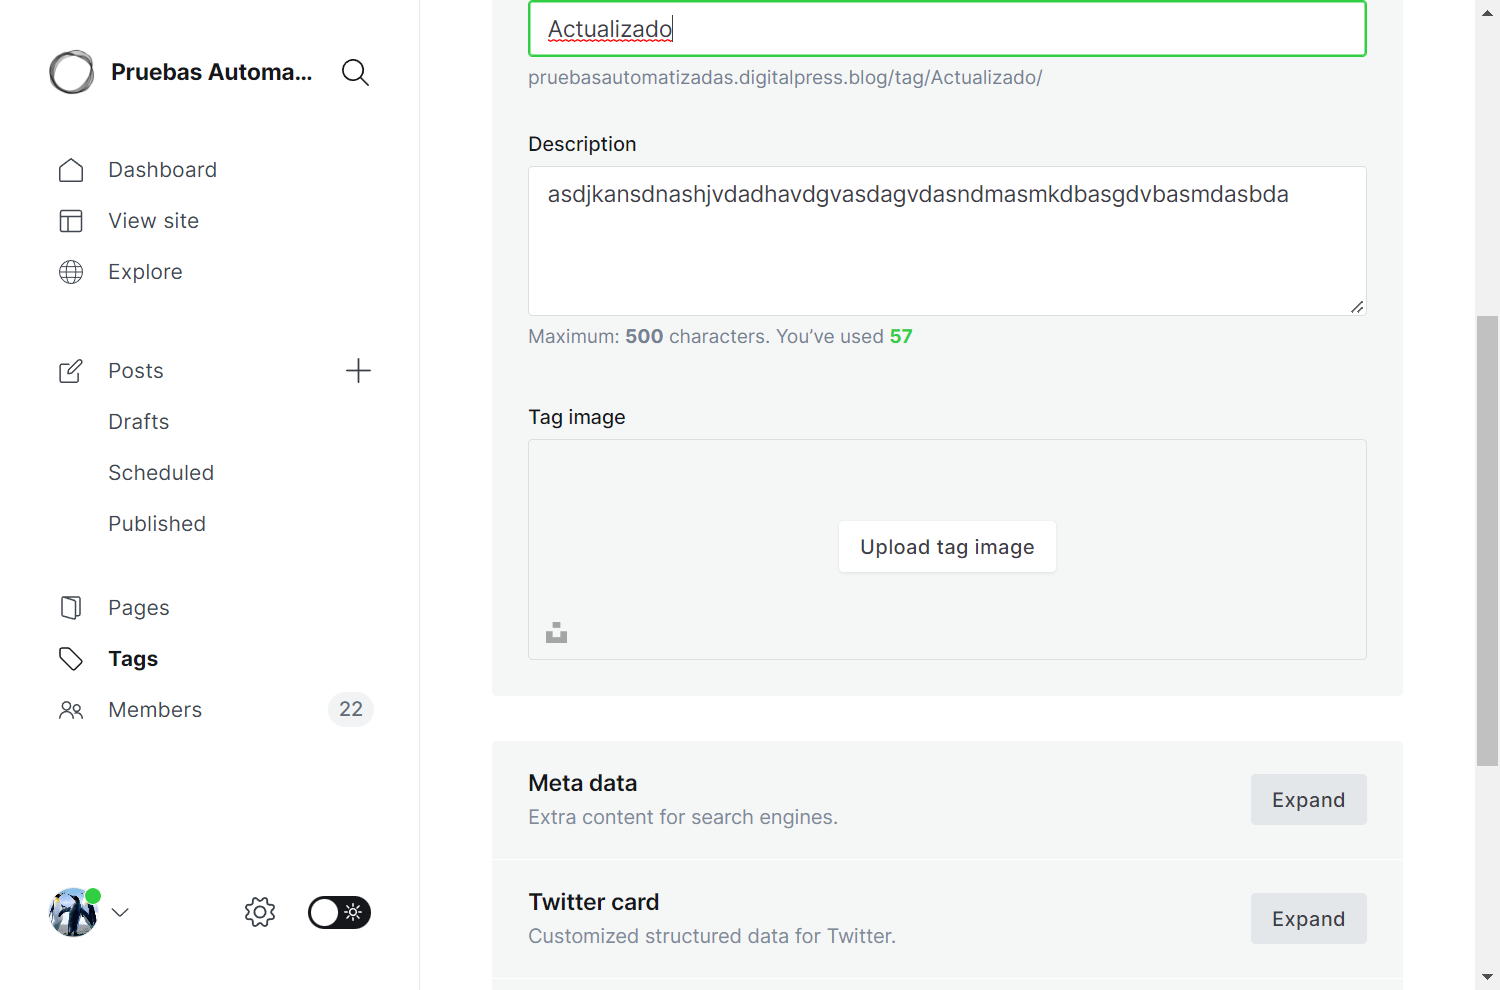 Pruebas Automa...
Dashboard
View site
Explore
Posts
Drafts
Scheduled
Published
Pages
Tags
Members
22
Actualizado
pruebasautomatizadas.digitalpress.blog/tag/Actualizado/
Description
asdjkansdnashjvdadhavdgvasdagvdasndmasmkdbasgdvbasmdasbda
Maximum: 500 characters. You’ve used 57
Tag image
Upload tag image
Meta data
Extra content for search engines.
Expand
Twitter card
Customized structured data for Twitter.
Expand